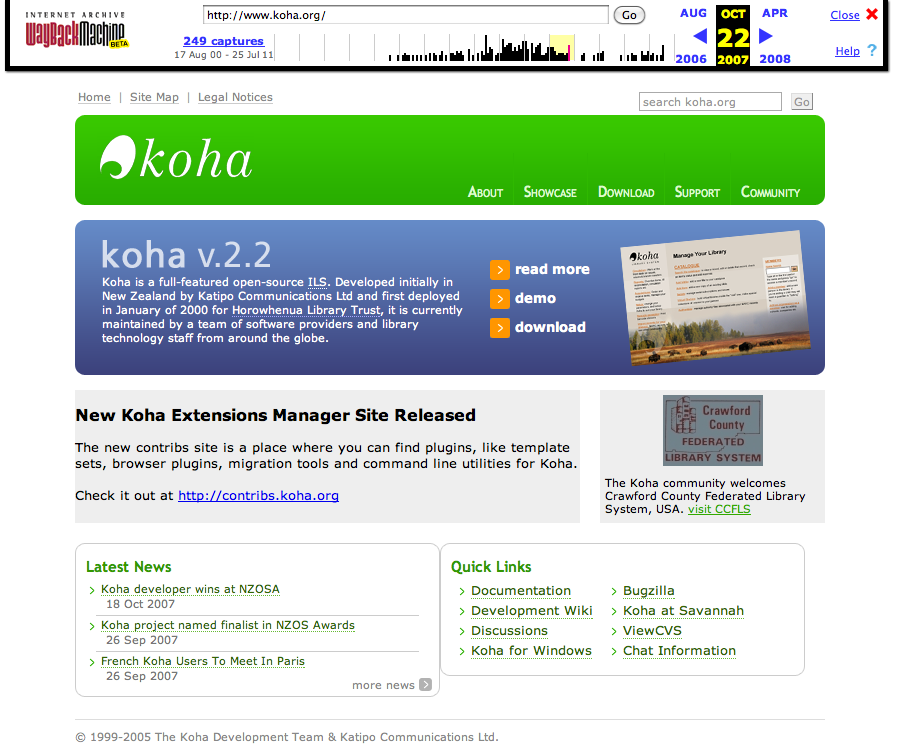 INTERNET ARCHIVE
WayBackMachine
BETA
http://www.koha.org/
Go
249 captures
17 Aug 00 - 25 Jul 11
AUG OCT APR
22
2006 2007 2008
Close
Help ?
Home | Site Map | Legal Notices
search koha.org
Go
koha
About Showcase Download Support Community
koha v.2.2
Koha is a full-featured open-source ILS. Developed initially in
New Zealand by Katipo Communications Ltd and first deployed
in January of 2000 for Horowhenua Library Trust, it is currently
maintained by a team of software providers and library
technology staff from around the globe.
> read more
> demo
> download
koha
Manage Your Library
CATALOGUE
New Koha Extensions Manager Site Released
The new contribs site is a place where you can find plugins, like template
sets, browser plugins, migration tools and command line utilities for Koha.
Check it out at http://contribs.koha.org
Crawford
County
FEDERATED
LIBRARY SYSTEM
The Koha community welcomes
Crawford County Federated Library
System, USA. visit CCFLS
Latest News
Koha developer wins at NZOSA
18 Oct 2007
Koha project named finalist in NZOS Awards
26 Sep 2007
French Koha Users To Meet In Paris
26 Sep 2007
more news >
Quick Links
Documentation
Development Wiki
Discussions
Koha for Windows
Bugzilla
Koha at Savannah
ViewCVS
Chat Information
© 1999-2005 The Koha Development Team & Katipo Communications Ltd.